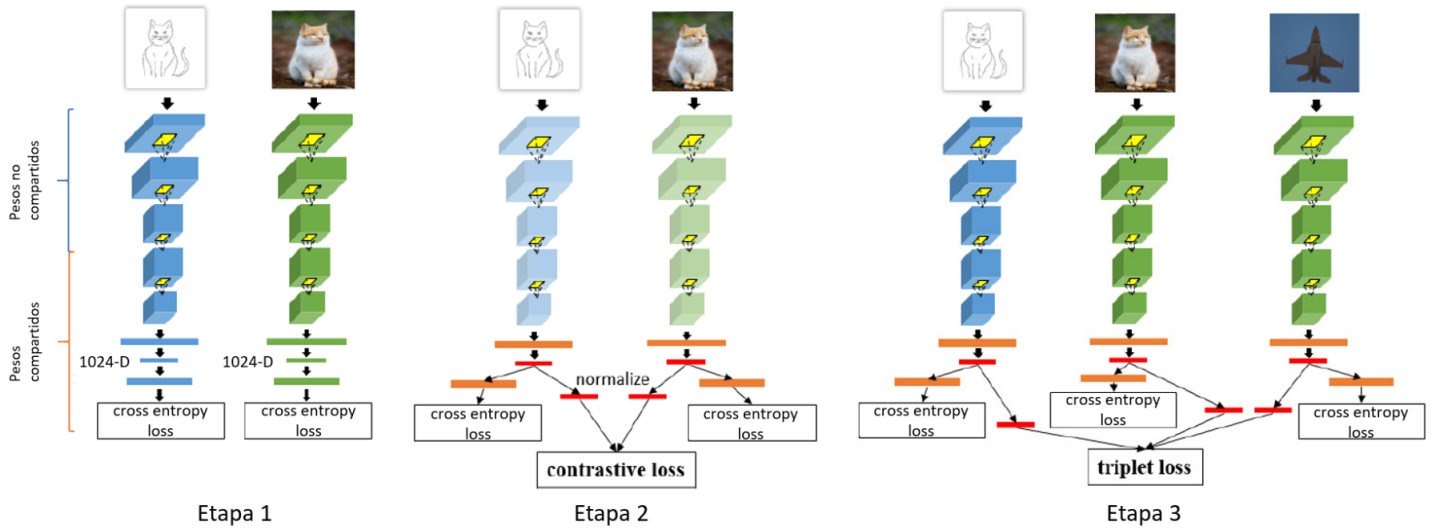 Pesos no
compartidos
Pesos
compartidos
1024-D
1024-D
cross entropy
loss
cross entropy
loss
Etapa 1
normalize
cross entropy
loss
cross entropy
loss
contrastive loss
Etapa 2
cross entropy
loss
cross entropy
loss
cross entropy
loss
triplet loss
Etapa 3